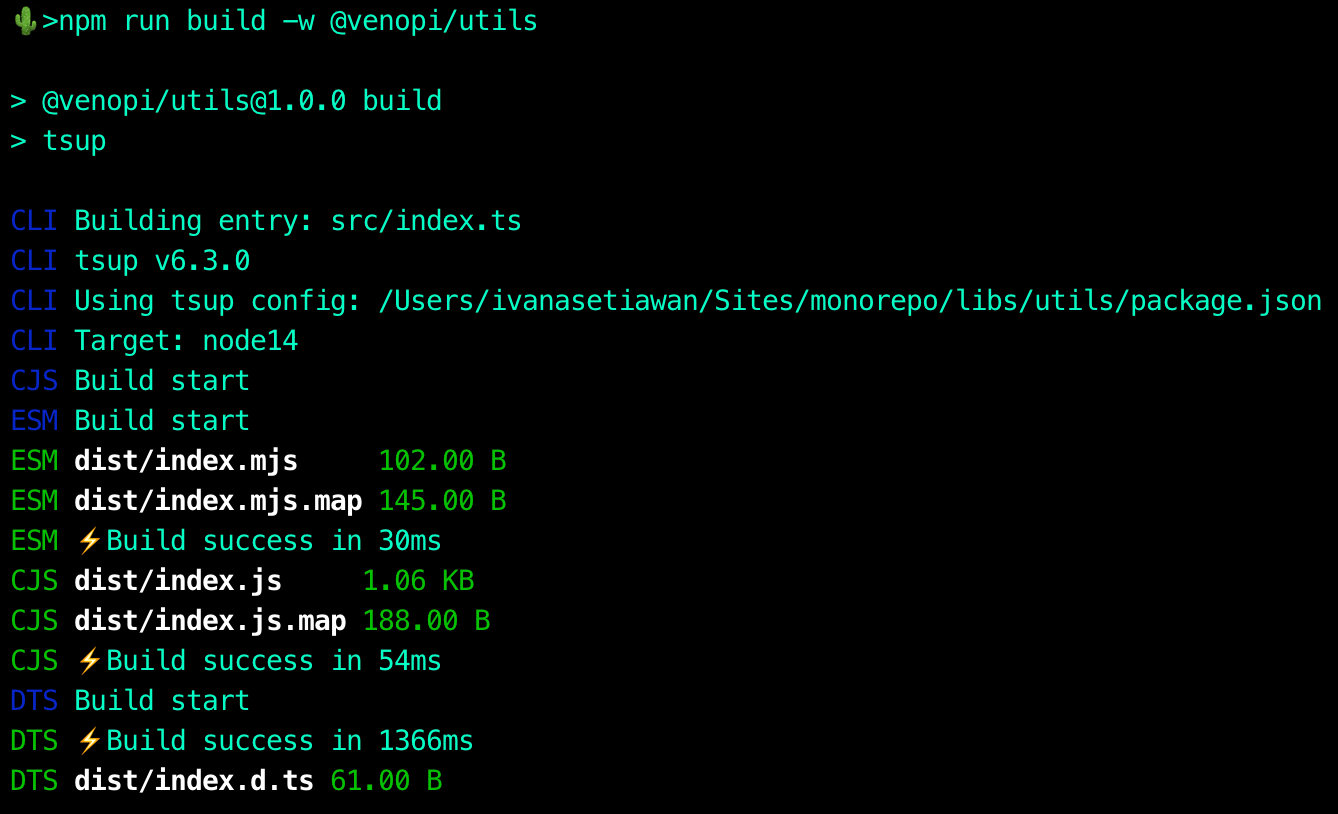 🌵>npm run build -w @venopi/utils
> @venopi/utils@1.0.0 build
> tsup
CLI Building entry: src/index.ts
CLI tsup v6.3.0
CLI Using tsup config: /Users/ivanasetiawan/Sites/monorepo/libs/utils/package.json
CLI Target: node14
CJS Build start
ESM Build start
ESM dist/index.mjs     102.00 B
ESM dist/index.mjs.map 145.00 B
ESM ⚡️Build success in 30ms
CJS dist/index.js     1.06 KB
CJS dist/index.js.map 188.00 B
CJS ⚡️Build success in 54ms
DTS Build start
DTS ⚡️Build success in 1366ms
DTS dist/index.d.ts 61.00 B